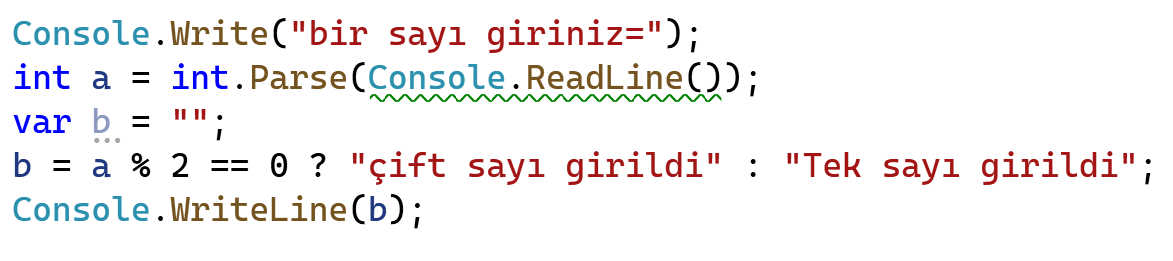 Console.Write("bir sayı giriniz=");
int a = int.Parse(Console.ReadLine());
var b = "";
b = a % 2 == 0 ? "çift sayı girildi" : "Tek sayı girildi";
Console.WriteLine(b);